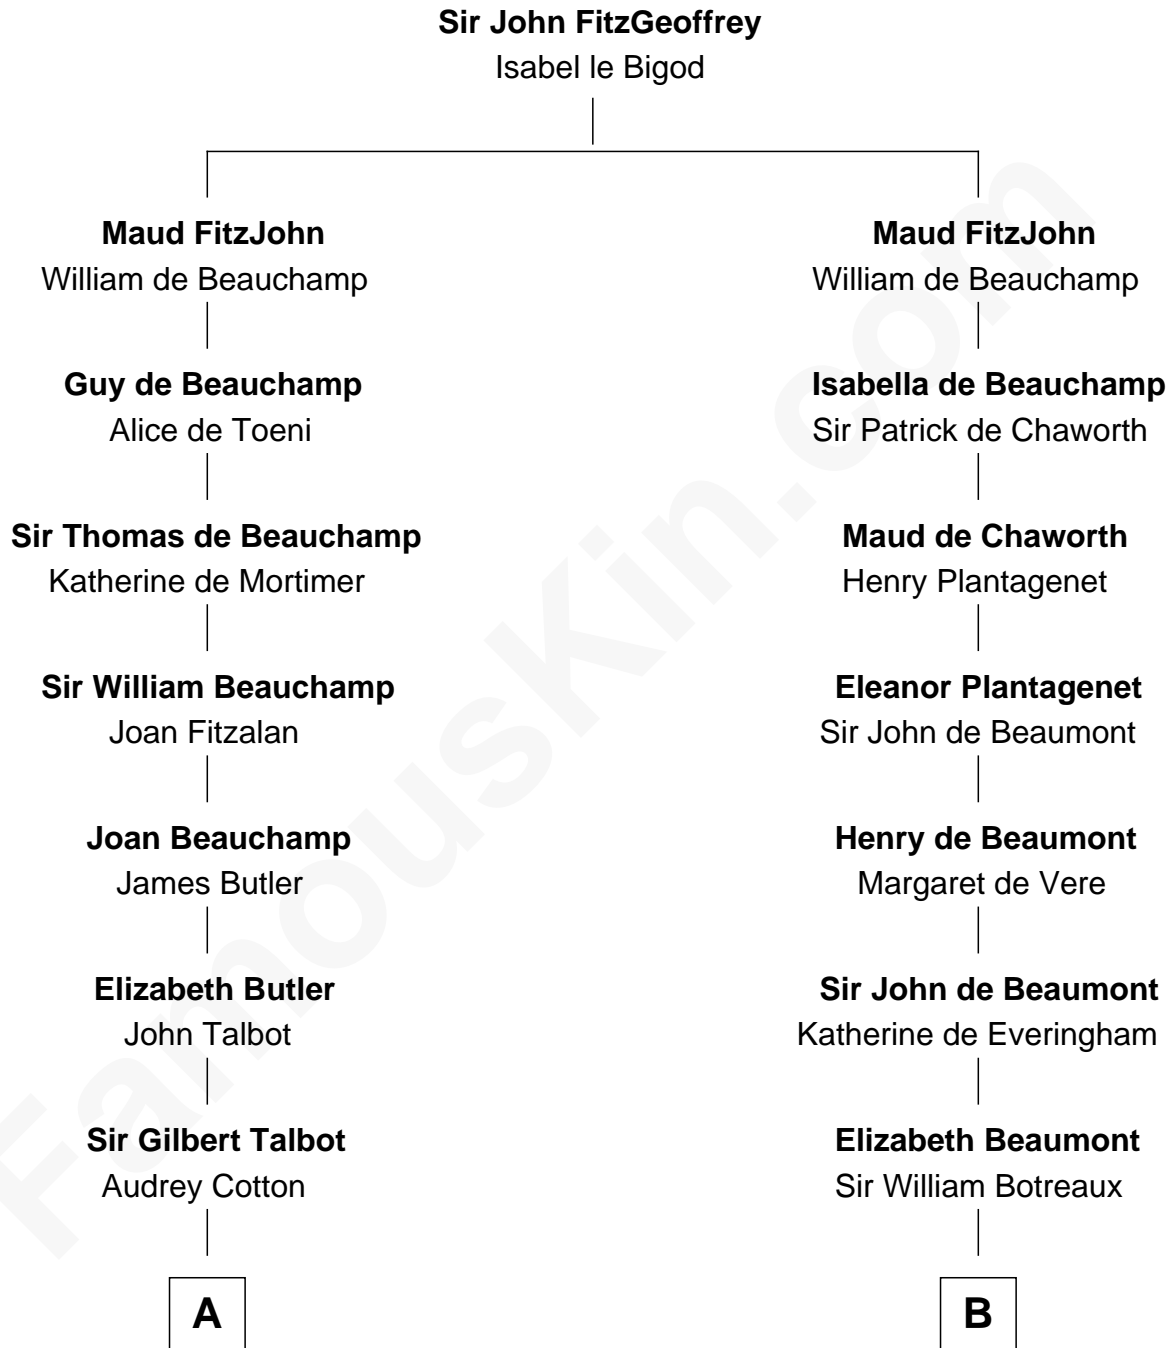 Sir John FitzGeoffrey
Isabel le Bigod
Maud FitzJohn
William de Beauchamp
Maud FitzJohn
William de Beauchamp
Guy de Beauchamp
Alice de Toeni
Isabella de Beauchamp
Sir Patrick de Chaworth
Sir Thomas de Beauchamp
Katherine de Mortimer
Maud de Chaworth
Henry Plantagenet
Sir William Beauchamp
Joan Fitzalan
Eleanor Plantagenet
Sir John de Beaumont
Joan Beauchamp
James Butler
Henry de Beaumont
Margaret de Vere
Elizabeth Butler
John Talbot
Sir John de Beaumont
Katherine de Everingham
Sir Gilbert Talbot
Audrey Cotton
Elizabeth Beaumont
Sir William Botreaux
A
B
FamousKin.com